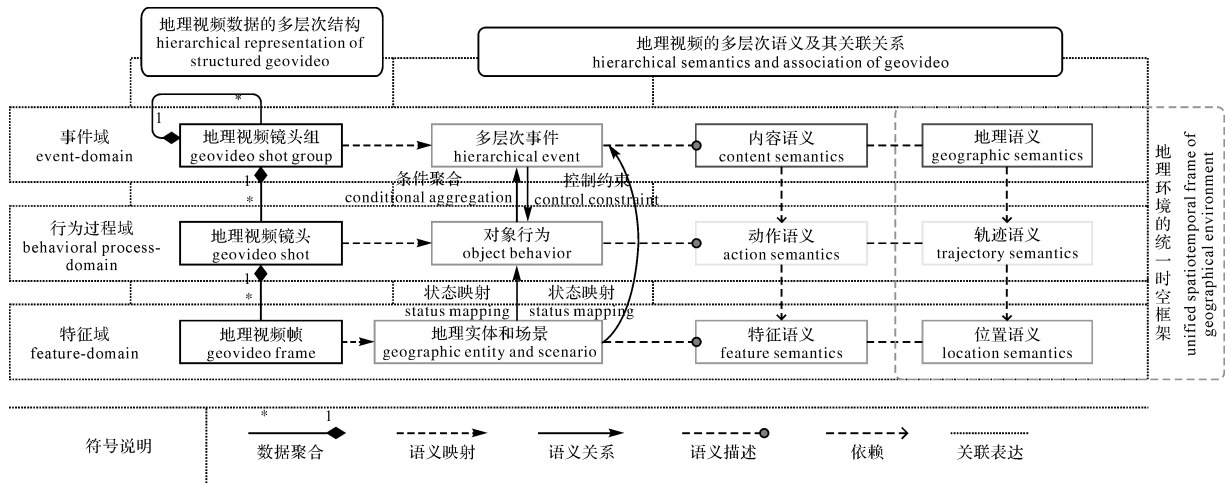 地理视频数据的多层次结构
hierarchical representation of
structured geovideo
地理视频的多层次语义及其关联关系
hierarchical semantics and association of geovideo
事件域
event-domain
*
1
地理视频镜头组
geovideo shot group
多层次事件
hierarchical event
内容语义
content semantics
地理语义
geographic semantics
1
*
条件聚合
conditional aggregation
控制约束
control constraint
行为过程域
behavioral process-
domain
地理视频镜头
geovideo shot
对象行为
object behavior
动作语义
action semantics
轨迹语义
trajectory semantics
1
*
状态映射
status mapping
状态映射
status mapping
特征域
feature-domain
地理视频帧
geovideo frame
地理实体和场景
geographic entity and scenario
特征语义
feature semantics
位置语义
location semantics
地理环境的统一时空框架
unified spatiotemporal frame of
geographical environment
符号说明
* 1
数据聚合
语义映射
语义关系
语义描述
依赖
关联表达